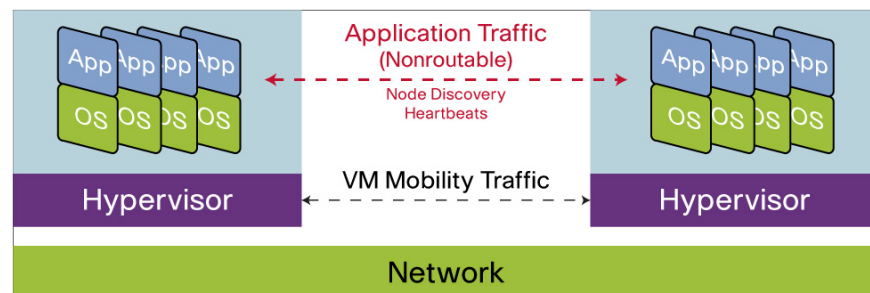 App App App App
OS OS OS OS
Application Traffic
(Nonroutable)
Node Discovery
Heartbeats
App App App App
OS OS OS OS
Hypervisor
VM Mobility Traffic
Hypervisor
Network